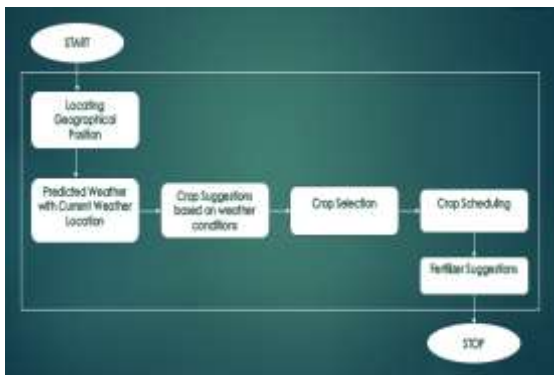 START
Locating
Geographical
Position
Predicted Weather
with Current Weather
Location
Crop Suggestions
based on weather
conditions
Crop Selection
Crop Scheduling
Fertilizer Suggestions
STOP